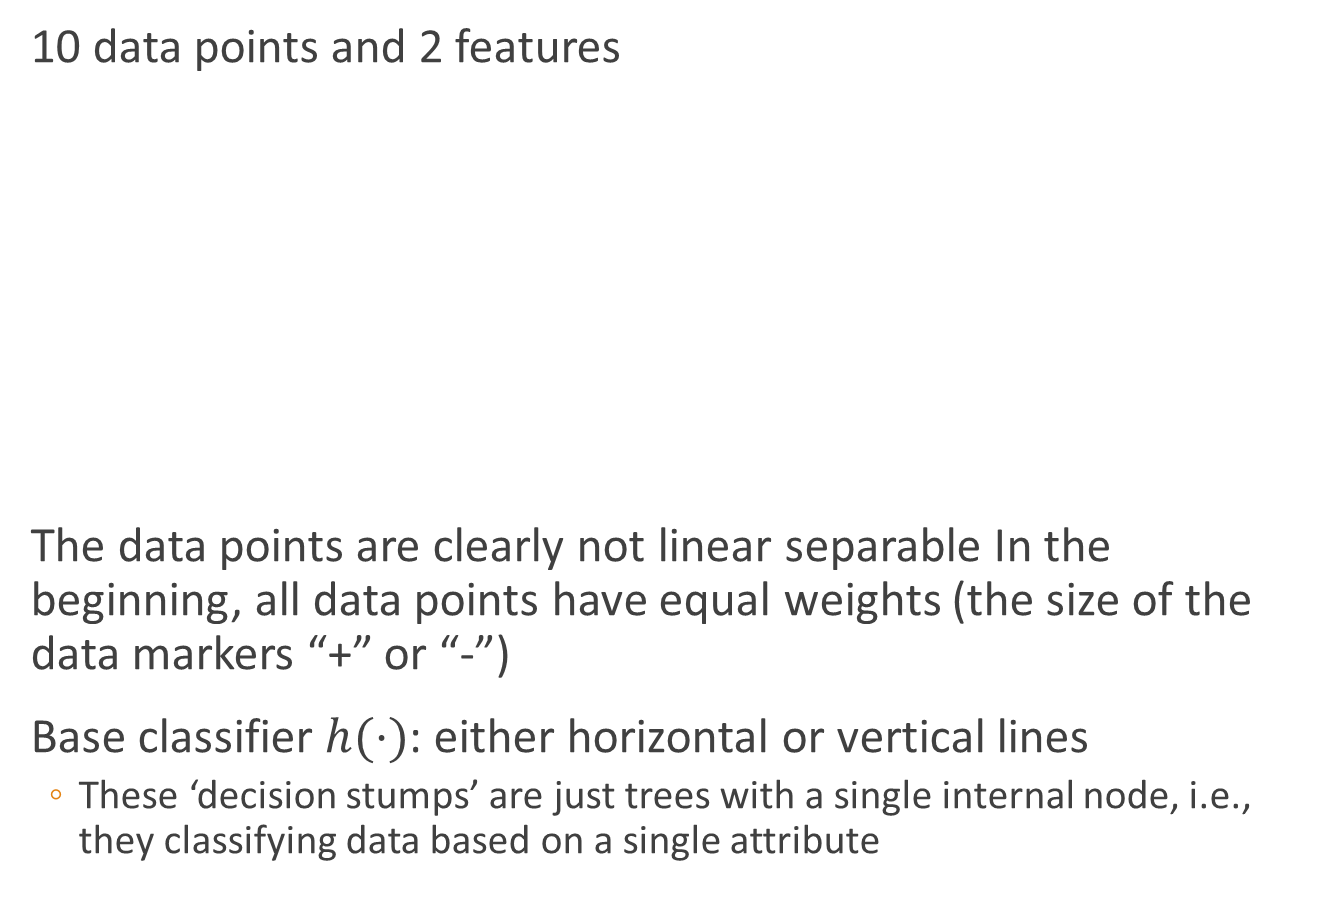 10 data points and 2 features
The data points are clearly not linear separable In the
beginning, all data points have equal weights (the size of the
data markers “+” or “-”)
Base classifier ℎ(⋅): either horizontal or vertical lines
◦ These ‘decision stumps’ are just trees with a single internal node, i.e.,
they classifying data based on a single attribute